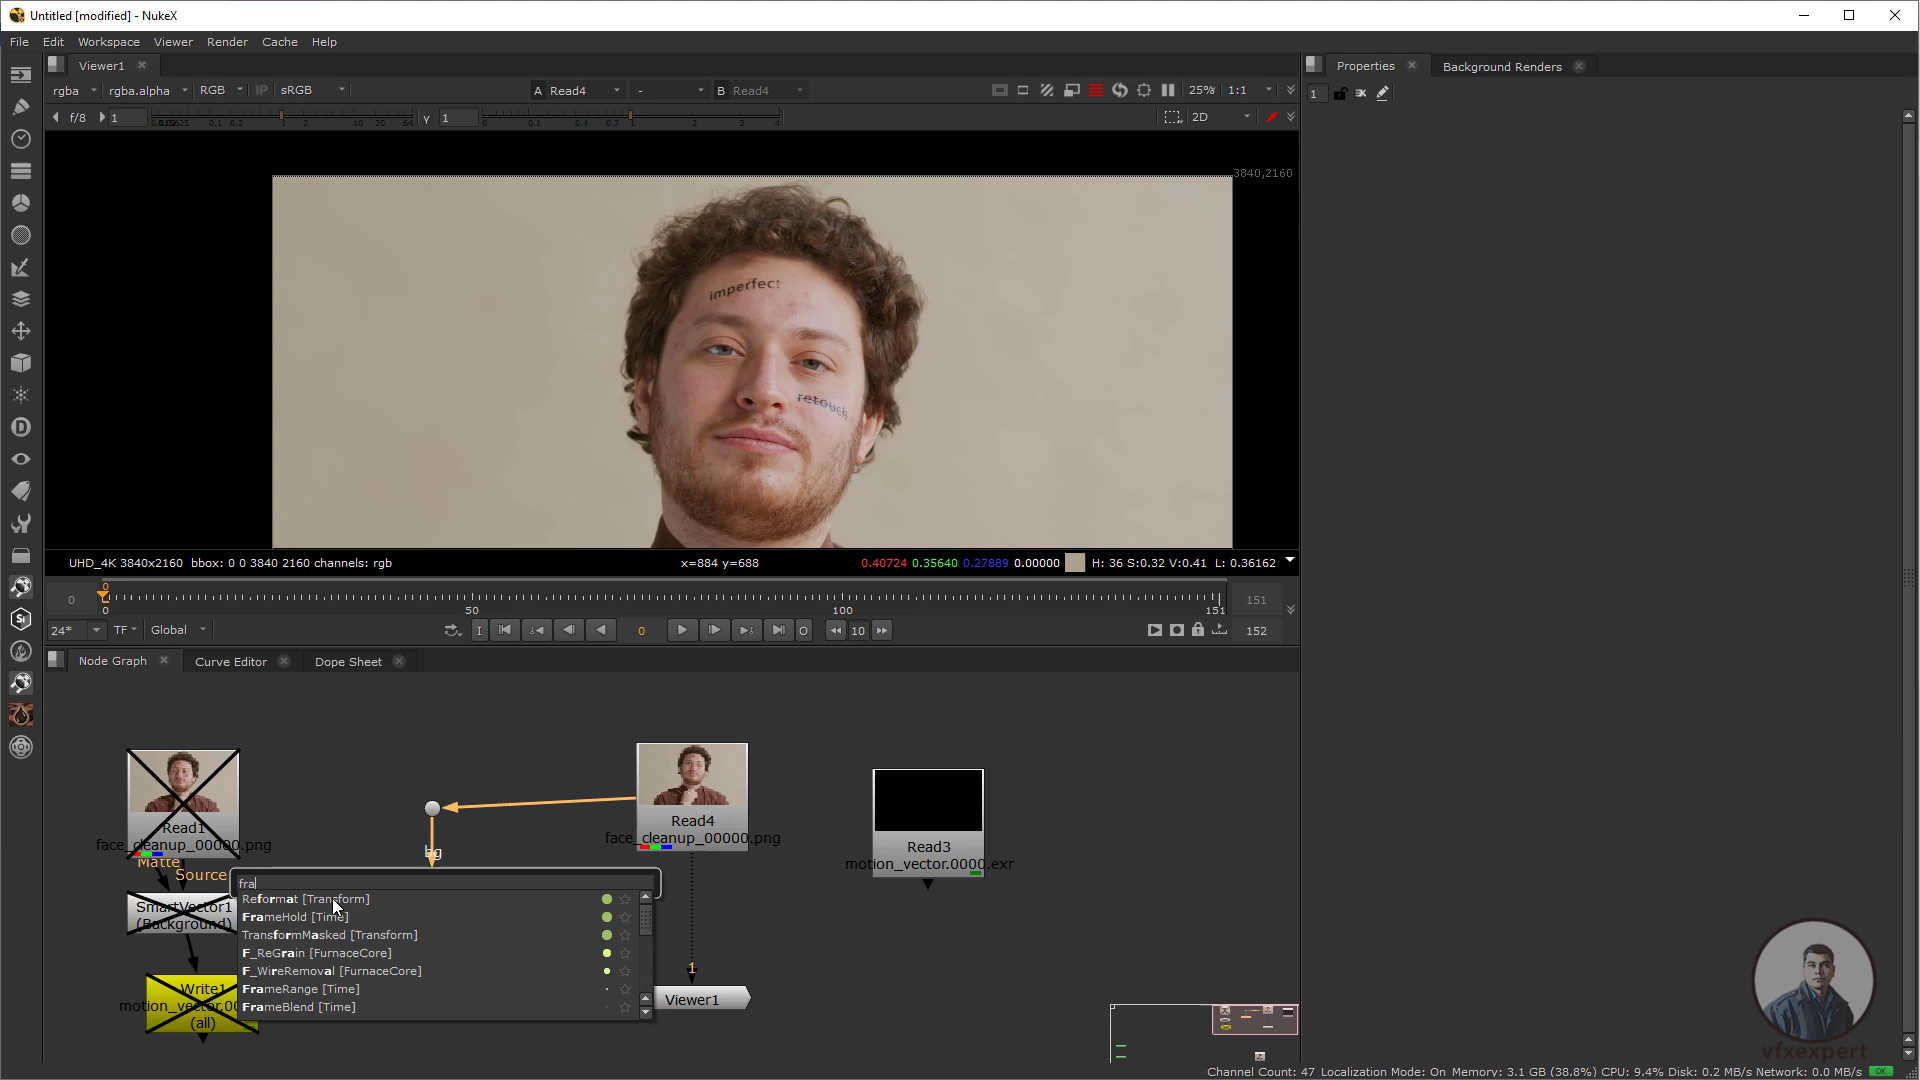 Untitled [modified] - NukeX
File Edit Workspace Viewer Render Cache Help
Viewer1
Properties
Background Renders
rgba rgba.alpha RGB IP sRGB A Read4 - B Read4 25% 1:1
1
f/8 1 Y 1 2D
3840,2160
imperfect
retouch
UHD_4K 3840x2160 bbox: 0 0 3840 2160 channels: rgb x=884 y=688 0.40724 0.35640 0.27889 0.00000 H: 36 S:0.32 V:0.41 L: 0.36162
0 0 0 50 100 151 151
24* TF Global I 0 O 10 152
Node Graph Curve Editor Dope Sheet
Read1
face_cleanup_00000.png
Matte
Source
SmartVector1
(Background)
Write1
motion_vector.00
(all)
bg
Read4
face_cleanup_00000.png
Read3
motion_vector.0000.exr
fra
Reformat [Transform]
FrameHold [Time]
TransformMasked [Transform]
F_ReGrain [FurnaceCore]
F_WireRemoval [FurnaceCore]
FrameRange [Time]
FrameBlend [Time]
1
Viewer1
vfxexpert
Channel Count: 47 Localization Mode: On Memory: 3.1 GB (38.8%) CPU: 9.4% Disk: 0.2 MB/s Network: 0.0 MB/s OK